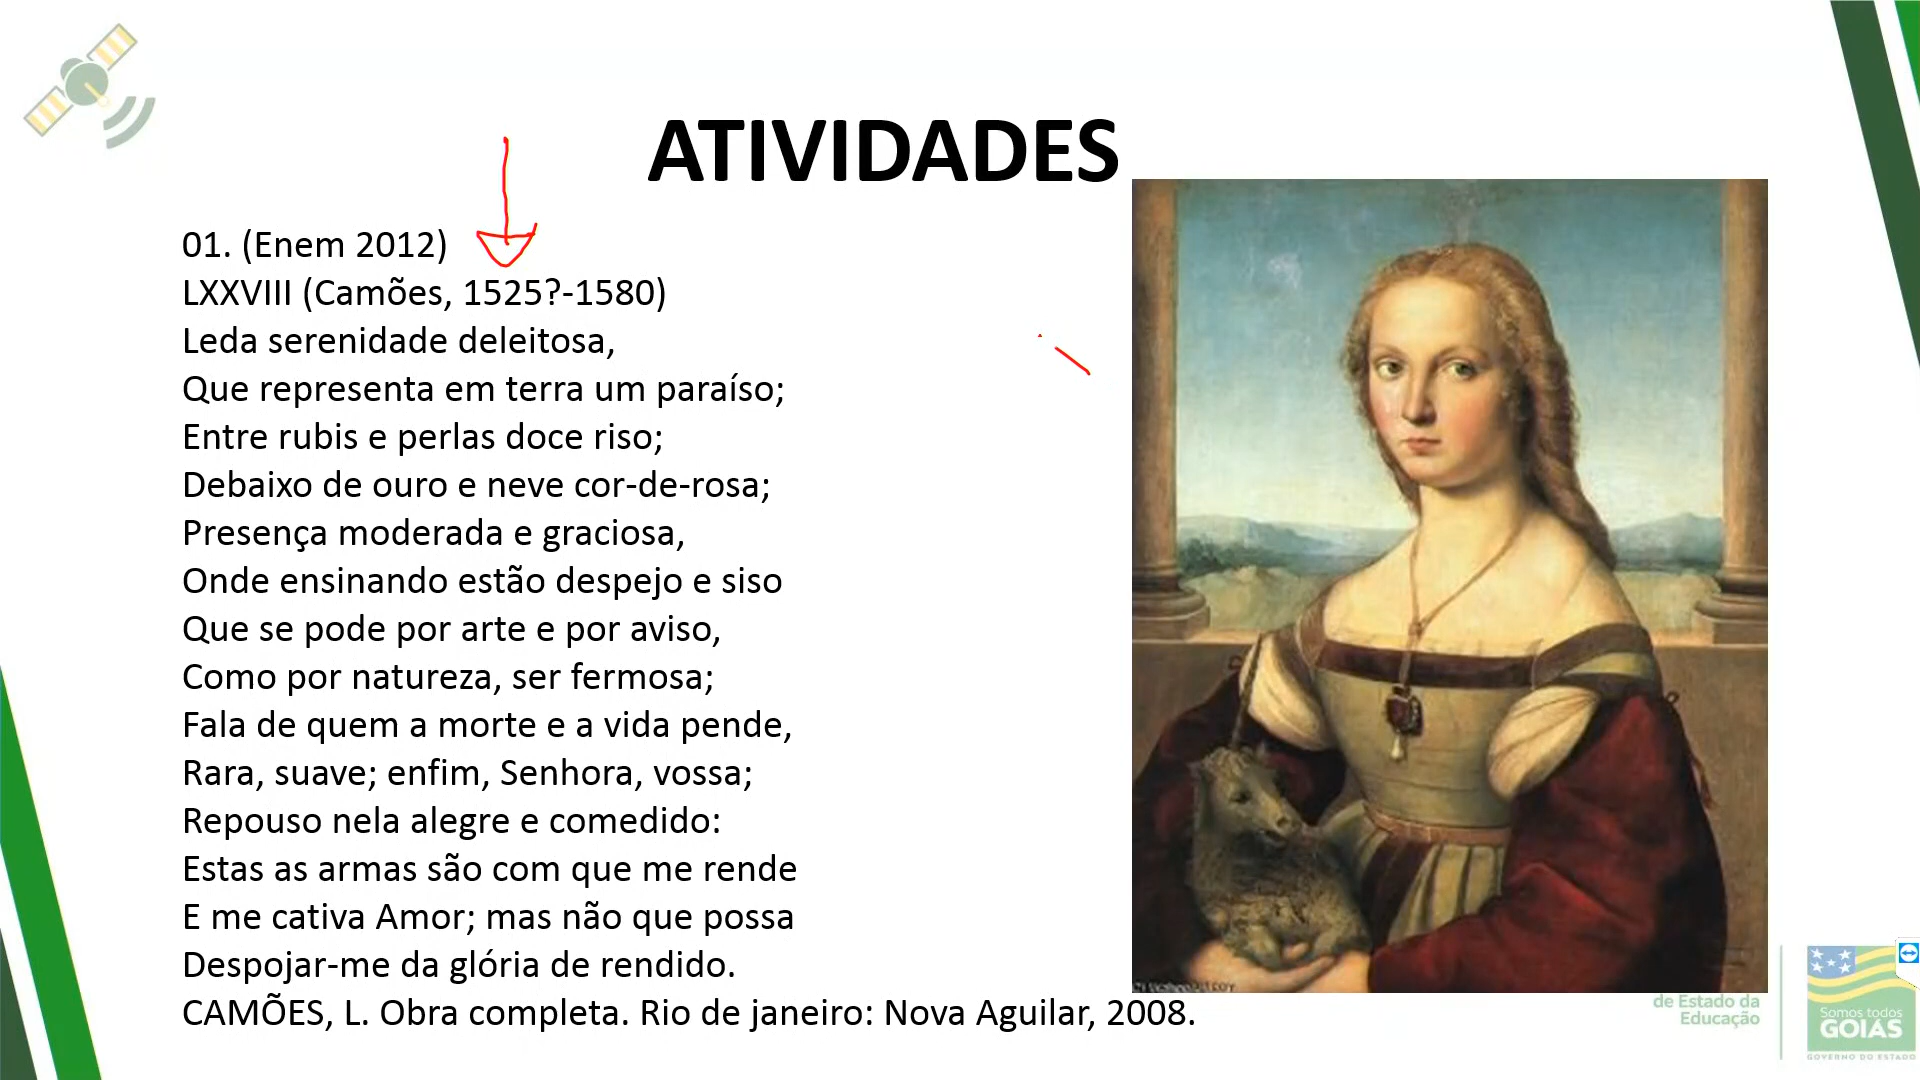 ATIVIDADES
01. (Enem 2012)
LXXVIII (Camões, 1525?-1580)
Leda serenidade deleitosa,
Que representa em terra um paraíso;
Entre rubis e perlas doce riso;
Debaixo de ouro e neve cor-de-rosa;
Presença moderada e graciosa,
Onde ensinando estão despejo e siso
Que se pode por arte e por aviso,
Como por natureza, ser fermosa;
Fala de quem a morte e a vida pende,
Rara, suave; enfim, Senhora, vossa;
Repouso nela alegre e comedido:
Estas as armas são com que me rende
E me cativa Amor; mas não que possa
Despojar-me da glória de rendido.
CAMÕES, L. Obra completa. Rio de janeiro: Nova Aguilar, 2008.
de Estado da
Educação
Somos todos
GOIÁS
GOVERNO DO ESTADO